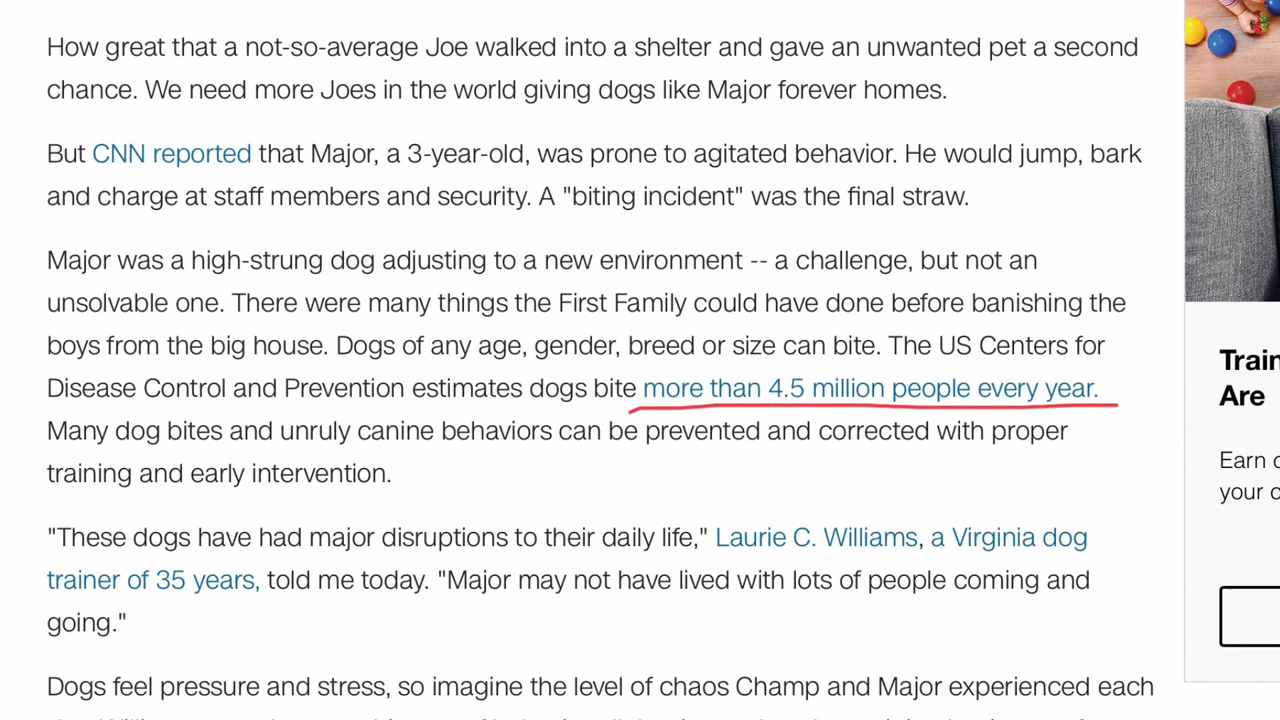 How great that a not-so-average Joe walked into a shelter and gave an unwanted pet a second
chance. We need more Joes in the world giving dogs like Major forever homes.
But CNN reported that Major, a 3-year-old, was prone to agitated behavior. He would jump, bark
and charge at staff members and security. A "biting incident" was the final straw.
Major was a high-strung dog adjusting to a new environment -- a challenge, but not an
unsolvable one. There were many things the First Family could have done before banishing the
boys from the big house. Dogs of any age, gender, breed or size can bite. The US Centers for
Disease Control and Prevention estimates dogs bite more than 4.5 million people every year.
Many dog bites and unruly canine behaviors can be prevented and corrected with proper
training and early intervention.
"These dogs have had major disruptions to their daily life," Laurie C. Williams, a Virginia dog
trainer of 35 years, told me today. "Major may not have lived with lots of people coming and
going."
Dogs feel pressure and stress, so imagine the level of chaos Champ and Major experienced each
Train
Are
Earn
your